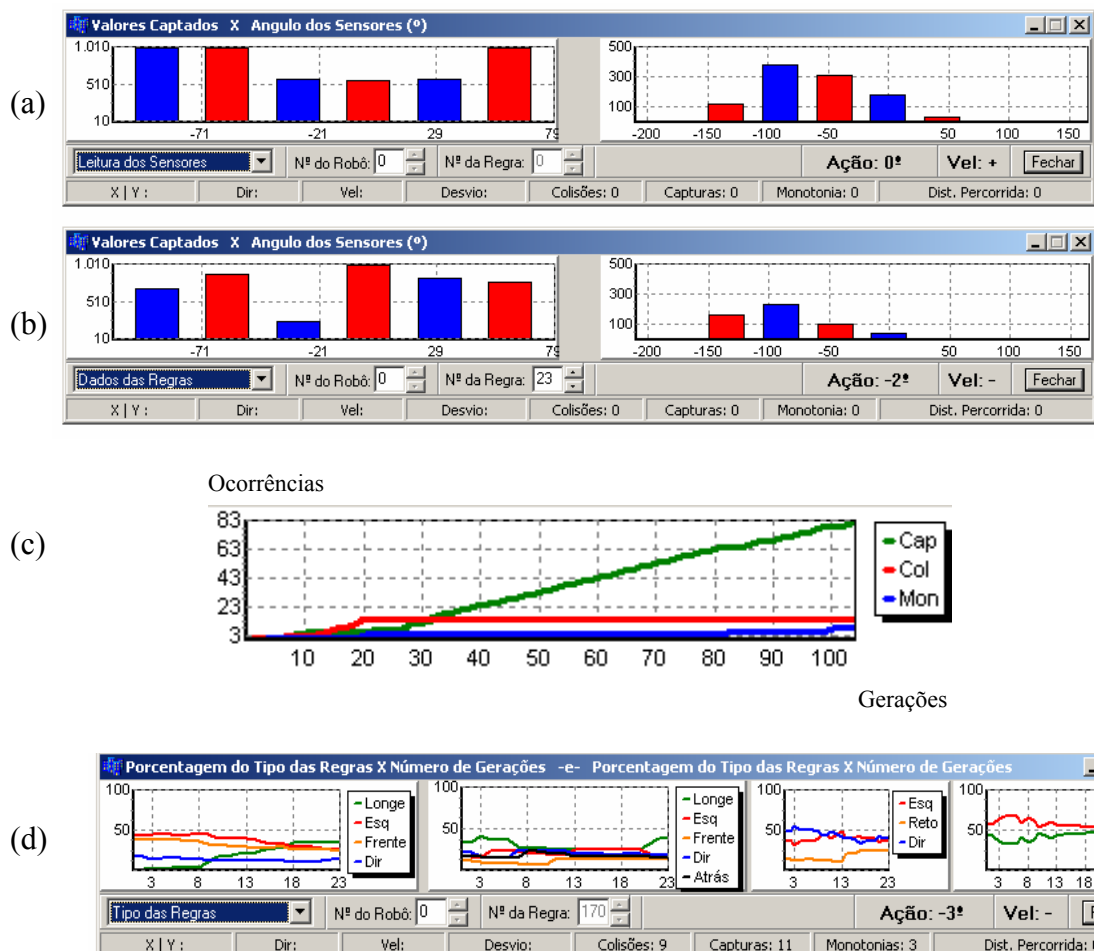 (a)
Valores Captados X Angulo dos Sensores (º)
1.010
510
10
-71 -21 29 79
500
300
100
-200 -150 -100 -50 50 100 150
Leitura dos Sensores Nº do Robô: 0 Nº da Regra: 0 Ação: 0º Vel: + Fechar
X | Y : Dir: Vel: Desvio: Colisões: 0 Capturas: 0 Monotonia: 0 Dist. Percorrida: 0
(b)
Valores Captados X Angulo dos Sensores (º)
1.010
510
10
-71 -21 29 79
500
300
100
-200 -150 -100 -50 50 100 150
Dados das Regras Nº do Robô: 0 Nº da Regra: 23 Ação: -2º Vel: - Fechar
X | Y : Dir: Vel: Desvio: Colisões: 0 Capturas: 0 Monotonia: 0 Dist. Percorrida: 0
Ocorrências
(c)
83
63
43
23
3
10 20 30 40 50 60 70 80 90 100
Cap
Col
Mon
Gerações
(d)
Porcentagem do Tipo das Regras X Número de Gerações -e- Porcentagem do Tipo das Regras X Número de Gerações
100
50
3 8 13 18 23
Longe
Esq
Frente
Dir
100
50
3 8 13 18 23
Longe
Esq
Frente
Dir
Atrás
100
50
3 13 23
Esq
Reto
Dir
100
50
3 8 13 18
Tipo das Regras Nº do Robô: 0 Nº da Regra: 170 Ação: -3º Vel: - F
X | Y : Dir: Vel: Desvio: Colisões: 9 Capturas: 11 Monotonias: 3 Dist. Percorrida: